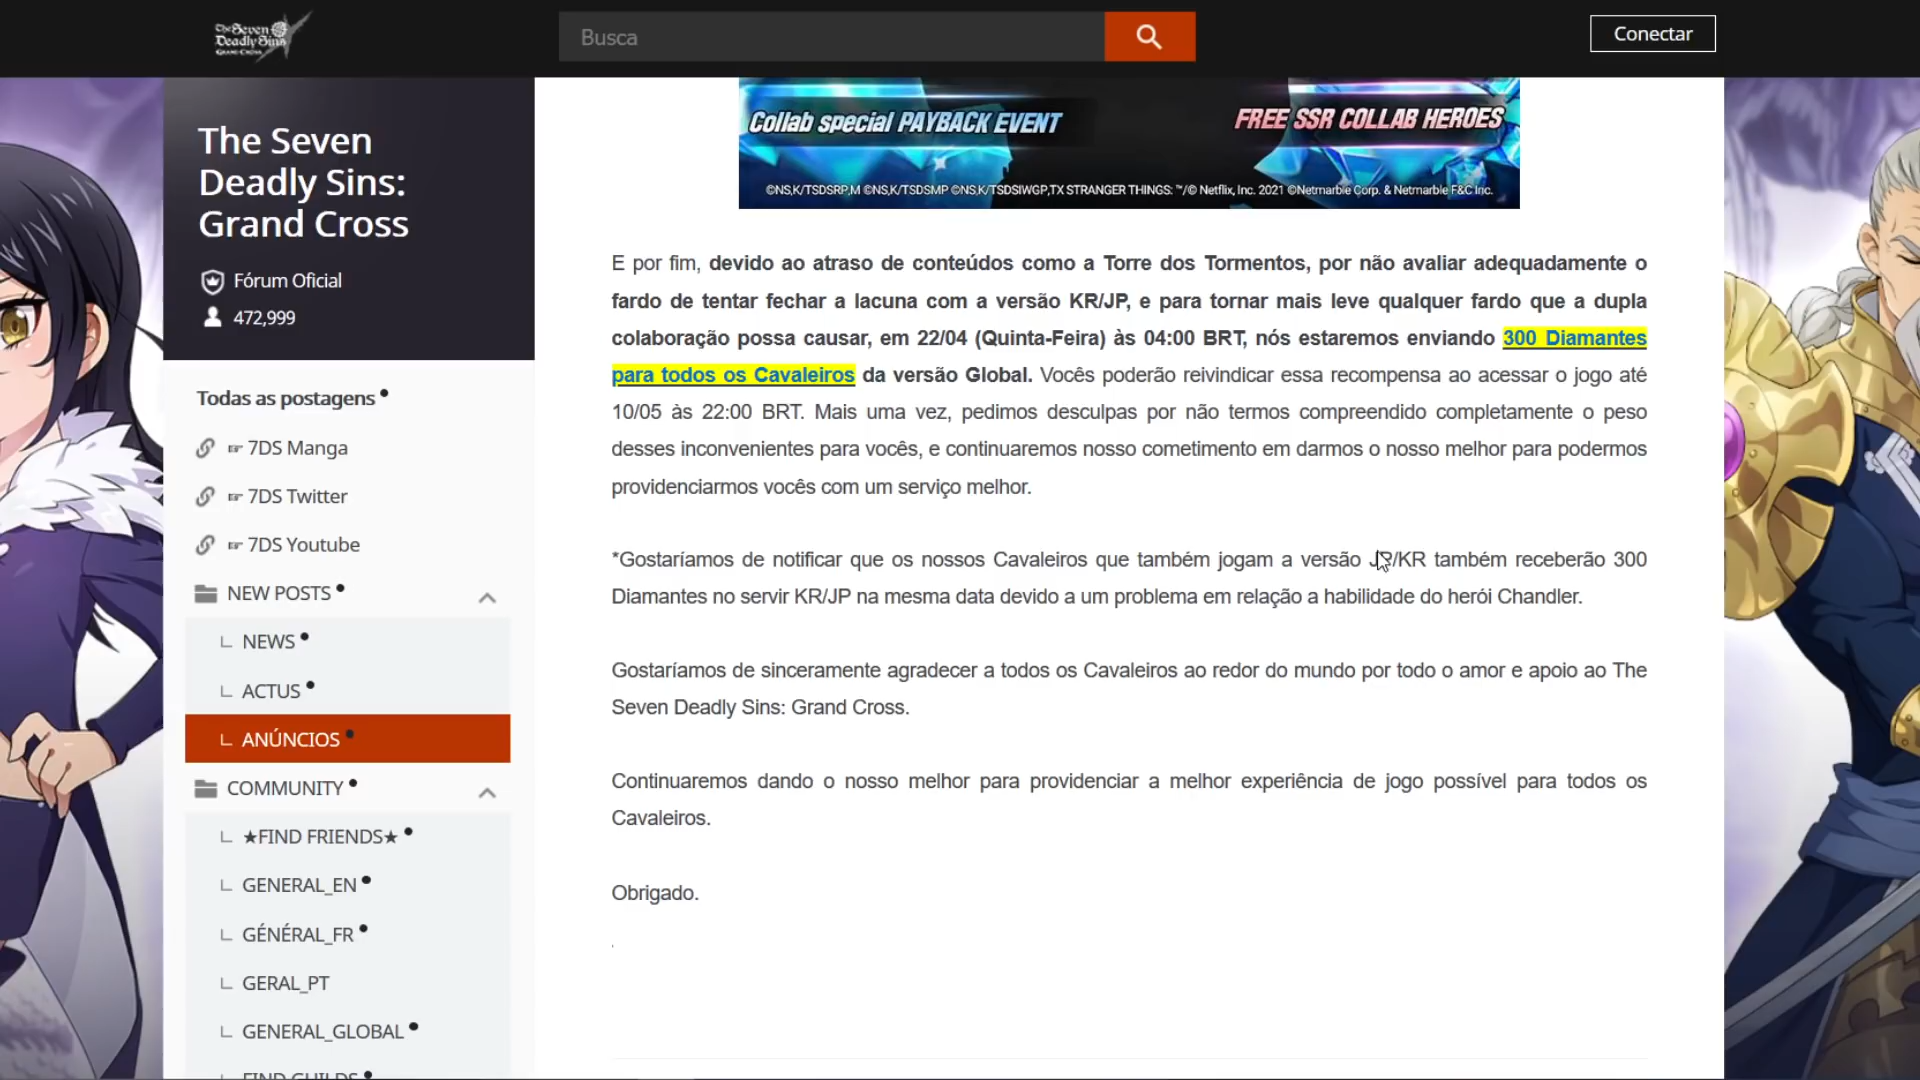 The Seven
Deadly Sins
GRAND CROSS
Busca
Conectar
The Seven
Deadly Sins:
Grand Cross
Fórum Oficial
472,999
Todas as postagens
☞ 7DS Manga
☞ 7DS Twitter
☞ 7DS Youtube
NEW POSTS
NEWS
ACTUS
ANÚNCIOS
COMMUNITY
★FIND FRIENDS★
GENERAL_EN
GÉNÉRAL_FR
GERAL_PT
GENERAL_GLOBAL
FIND GUILDS
Collab special PAYBACK EVENT
FREE SSR COLLAB HEROES
©NS,K/TSDSRP,M ©NS,K/TSDSMP ©NS,K/TSDSIWGP,TX STRANGER THINGS: ™/© Netflix, Inc. 2021 ©Netmarble Corp. & Netmarble F&C Inc.
E por fim, devido ao atraso de conteúdos como a Torre dos Tormentos, por não avaliar adequadamente o
fardo de tentar fechar a lacuna com a versão KR/JP, e para tornar mais leve qualquer fardo que a dupla
colaboração possa causar, em 22/04 (Quinta-Feira) às 04:00 BRT, nós estaremos enviando 300 Diamantes
para todos os Cavaleiros da versão Global. Vocês poderão reivindicar essa recompensa ao acessar o jogo até
10/05 às 22:00 BRT. Mais uma vez, pedimos desculpas por não termos compreendido completamente o peso
desses inconvenientes para vocês, e continuaremos nosso cometimento em darmos o nosso melhor para podermos
providenciarmos vocês com um serviço melhor.
*Gostaríamos de notificar que os nossos Cavaleiros que também jogam a versão JP/KR também receberão 300
Diamantes no servir KR/JP na mesma data devido a um problema em relação a habilidade do herói Chandler.
Gostaríamos de sinceramente agradecer a todos os Cavaleiros ao redor do mundo por todo o amor e apoio ao The
Seven Deadly Sins: Grand Cross.
Continuaremos dando o nosso melhor para providenciar a melhor experiência de jogo possível para todos os
Cavaleiros.
Obrigado.
.